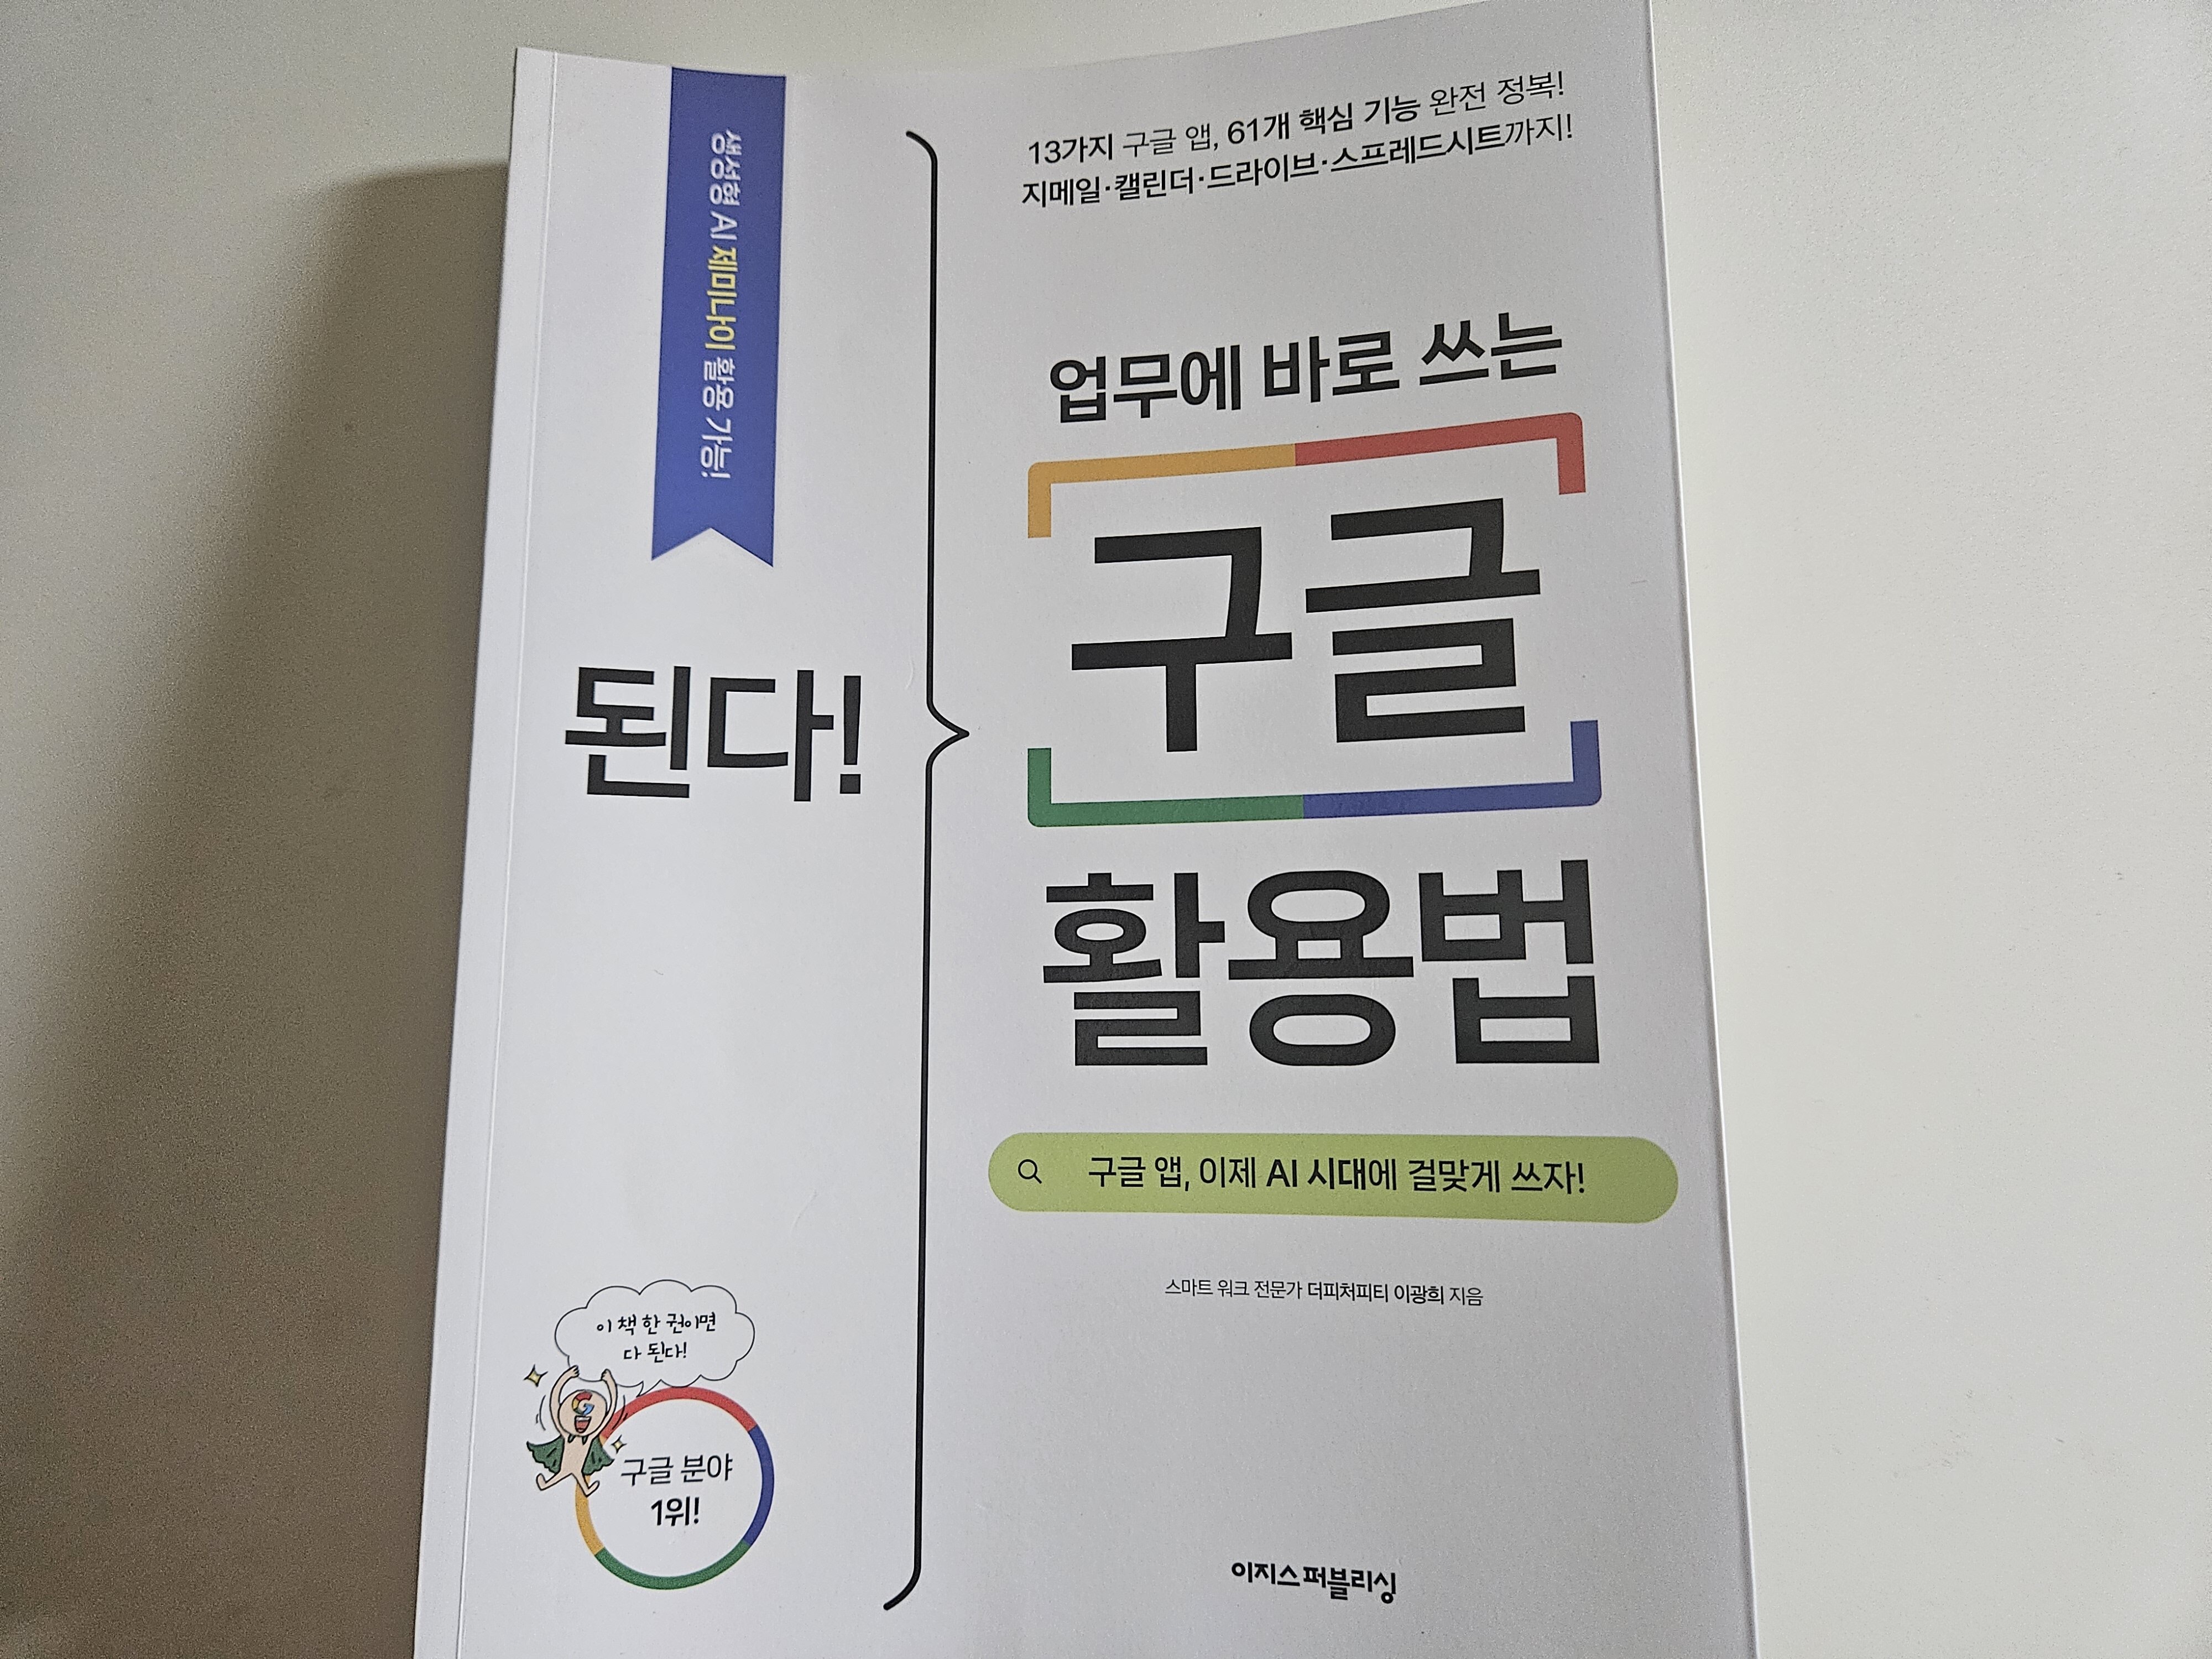 생성형 AI 제미나이 활용 가능!
된다!
13가지 구글 앱, 61개 핵심 기능 완전 정복!
지메일·캘린더·드라이브·스프레드시트까지!
업무에 바로 쓰는
구글
활용법
구글 앱, 이제 AI 시대에 걸맞게 쓰자!
스마트 워크 전문가 더피처피티 이광희 지음
이 책 한 권이면
다 된다!
G
구글 분야
1위!
이지스퍼블리싱